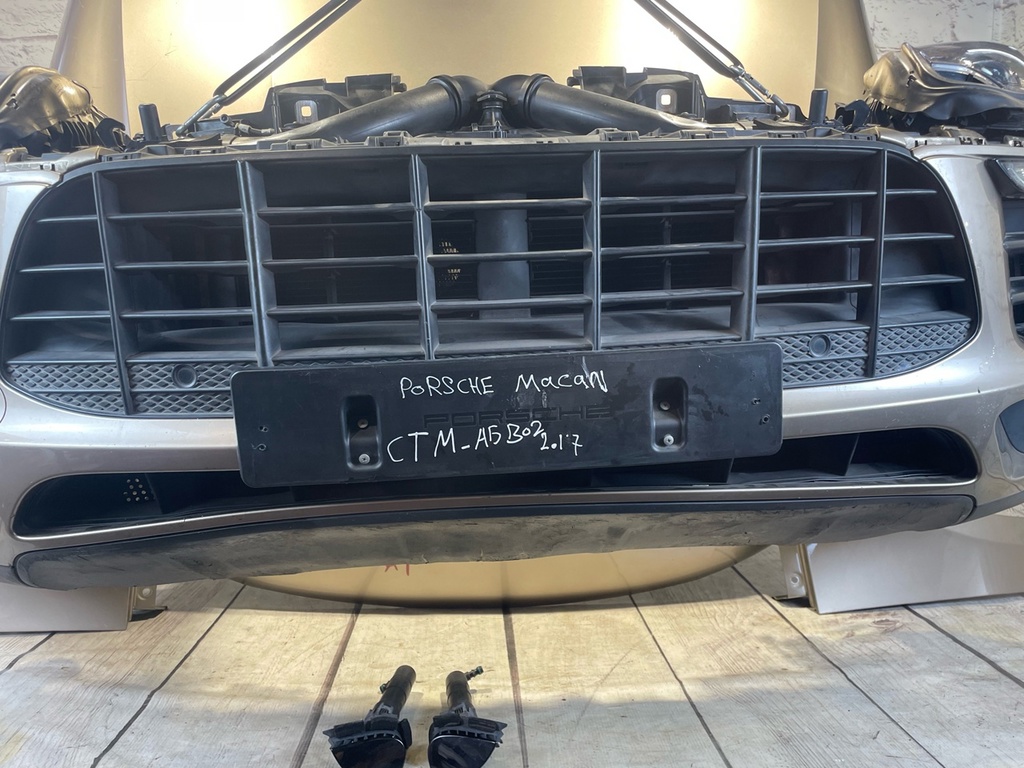 PORSCHE MacaN
PORSCHE
CTM-A5B02
2.17